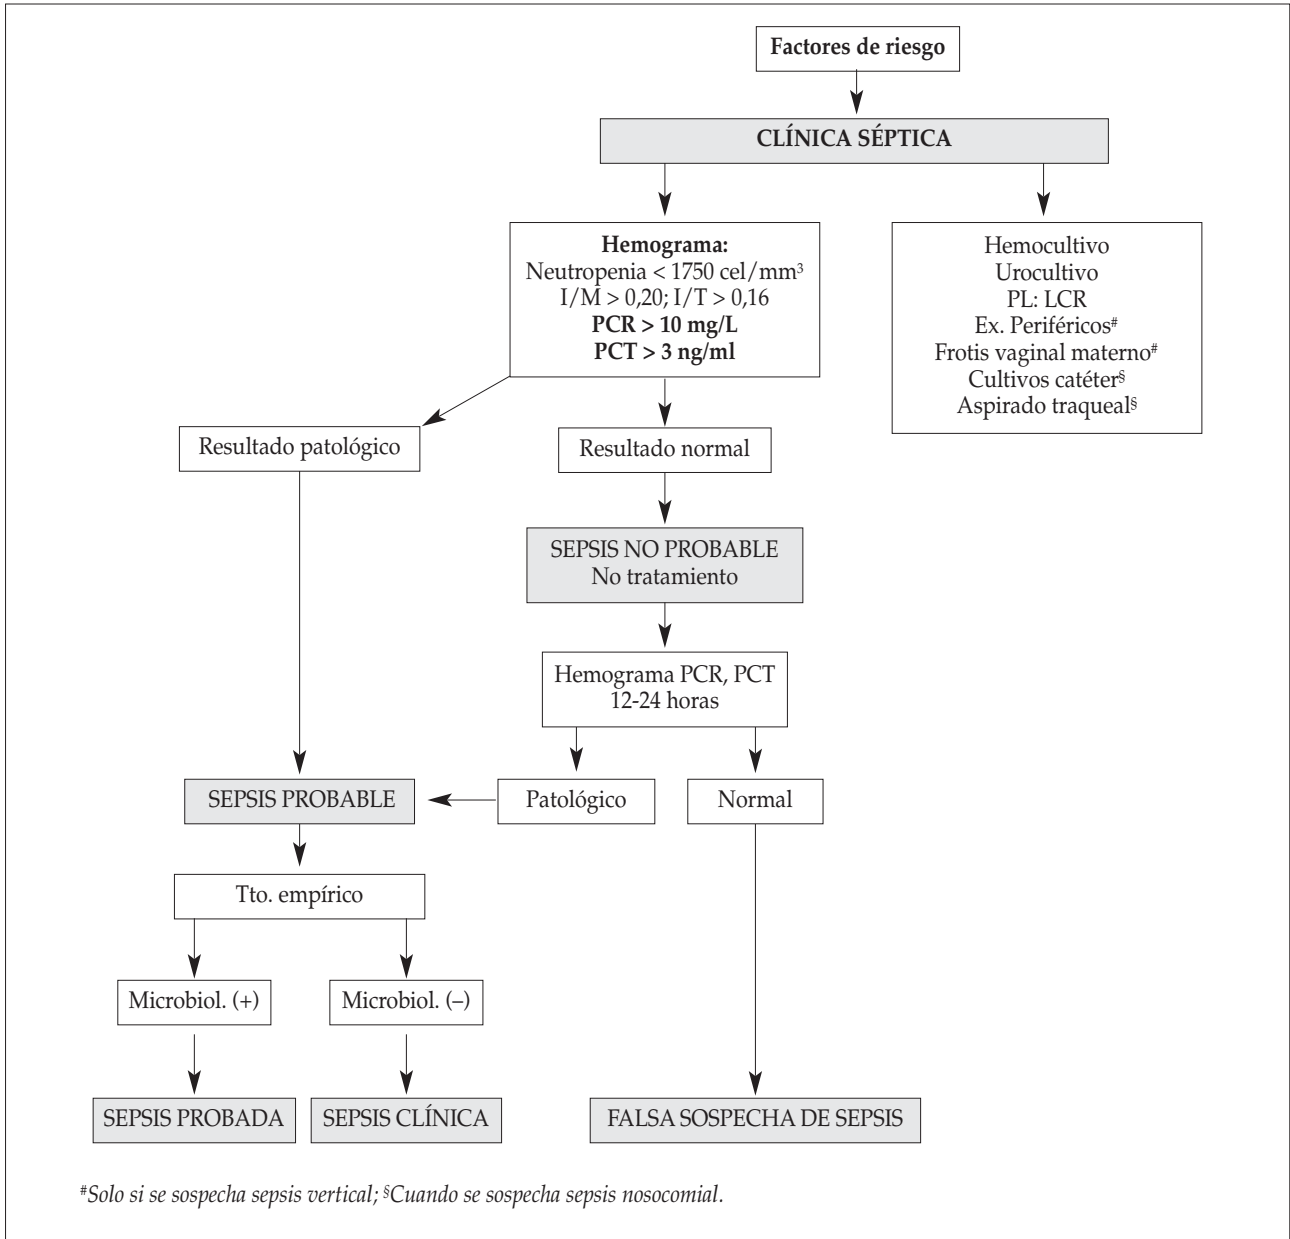 Factores de riesgo
CLÍNICA SÉPTICA
Hemograma:
Neutropenia < 1750 cel/mm³
I/M > 0,20; I/T > 0,16
PCR > 10 mg/L
PCT > 3 ng/ml
Hemocultivo
Urocultivo
PL: LCR
Ex. Periféricos#
Frotis vaginal materno#
Cultivos catéter§
Aspirado traqueal§
Resultado patológico
Resultado normal
SEPSIS NO PROBABLE
No tratamiento
Hemograma PCR, PCT
12-24 horas
SEPSIS PROBABLE
Patológico
Normal
Tto. empírico
Microbiol. (+)
Microbiol. (–)
SEPSIS PROBADA
SEPSIS CLÍNICA
FALSA SOSPECHA DE SEPSIS
#Solo si se sospecha sepsis vertical; §Cuando se sospecha sepsis nosocomial.